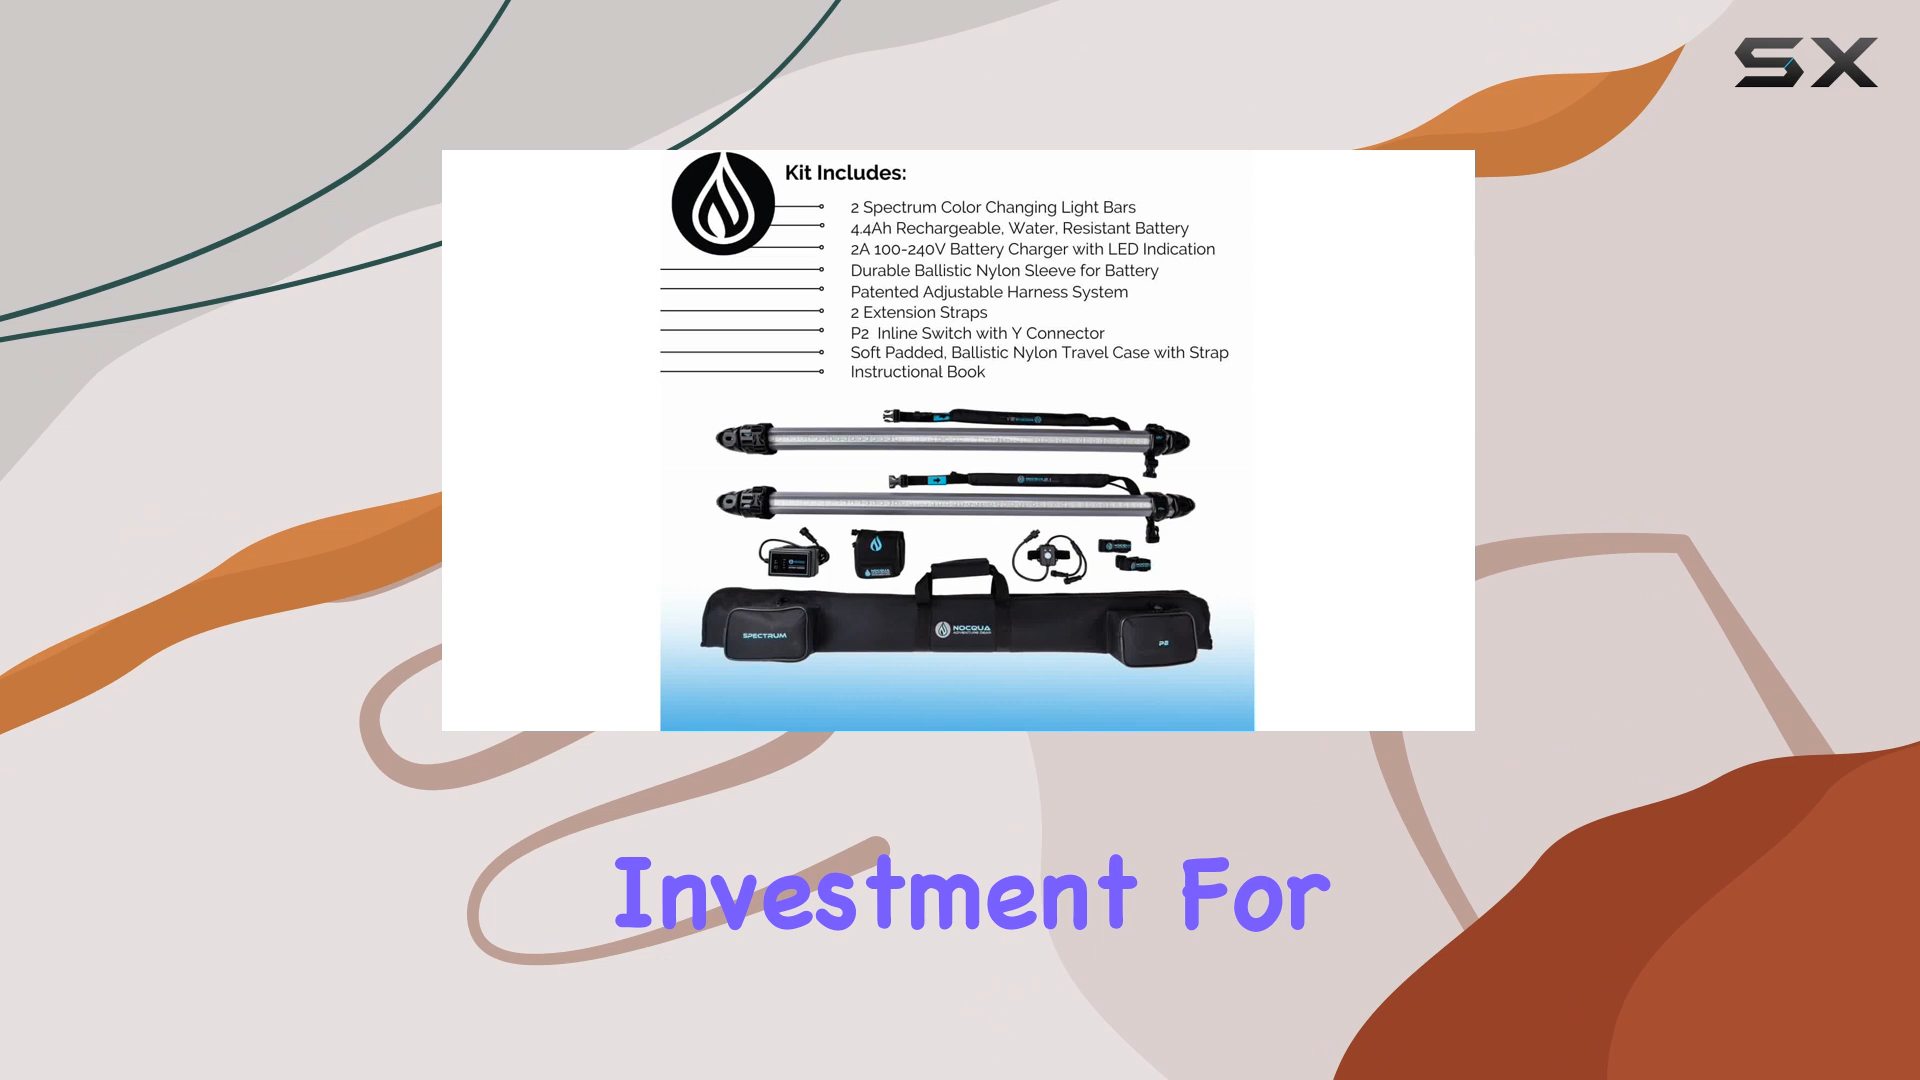 SX
Kit Includes:
2 Spectrum Color Changing Light Bars
4.4Ah Rechargeable, Water, Resistant Battery
2A 100-240V Battery Charger with LED Indication
Durable Ballistic Nylon Sleeve for Battery
Patented Adjustable Harness System
2 Extension Straps
P2 Inline Switch with Y Connector
Soft Padded, Ballistic Nylon Travel Case with Strap
Instructional Book
SPECTRUM
NOCQUA
ADVENTURE GEAR
P2
Investment For